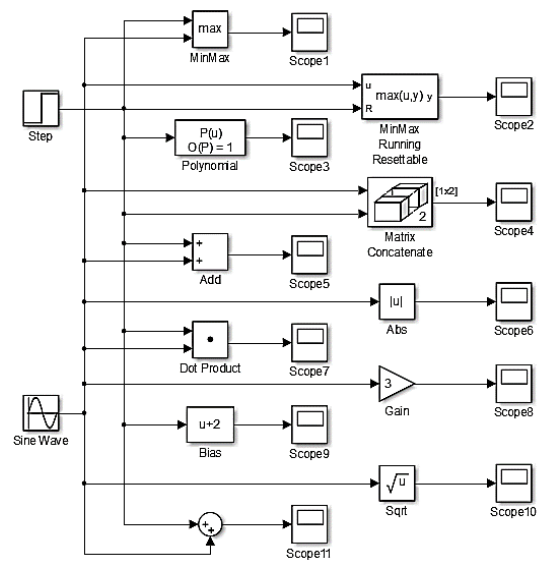 max
MinMax
Scope1
u
R
max(u,y) y
MinMax
Running
Resettable
Scope2
Step
P(u)
O(P) = 1
Polynomial
Scope3
[1x2]
2
Matrix
Concatenate
Scope4
+
+
Add
Scope5
|u|
Abs
Scope6
Dot Product
Scope7
3
Gain
Scope8
Sine Wave
u+2
Bias
Scope9
√u
Sqrt
Scope10
+
+
Scope11